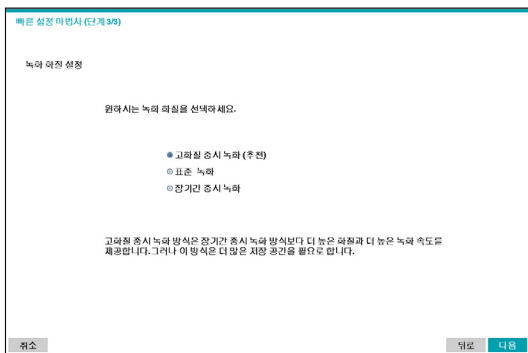 빠른 설정 마법사 (단계 3/3)
녹화 화질 설정
원하시는 녹화 화질을 선택하세요.
고화질 중시 녹화 (추천)
표준 녹화
장기간 중시 녹화
고화질 중시 녹화 방식은 장기간 중시 녹화 방식보다 더 높은 화질과 더 높은 녹화 속도를
제공합니다.그러나 이 방식은 더 많은 저장 공간을 필요로 합니다.
취소 뒤로 다음